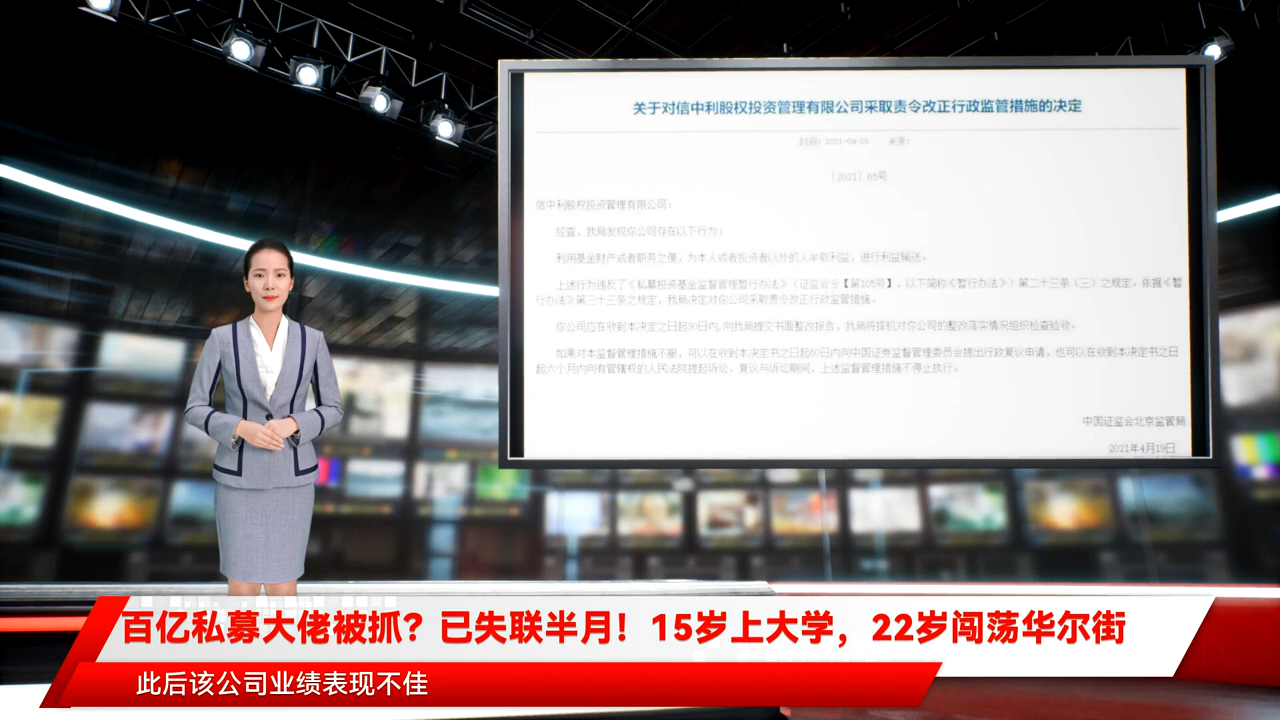 关于对信中利股权投资管理有限公司采取责令改正行政监管措施的决定
时间：2021-04-26 来源：
〔2021〕65号
信中利股权投资管理有限公司：
经查，我局发现你公司存在以下行为：
利用基金财产或者职务之便，为本人或者投资者以外的人牟取利益，进行利益输送。
上述行为违反了《私募投资基金监督管理暂行办法》（证监会令【第105号】，以下简称《暂行办法》）第二十三条（三）之规定。依据《暂
行办法》第三十三条之规定，我局决定对你公司采取责令改正行政监管措施。
你公司应在收到本决定之日起30日内，向我局提交书面整改报告，我局将择机对你公司的整改落实情况组织检查验收。
如果对本监督管理措施不服，可以在收到本决定书之日起60日内向中国证券监督管理委员会提出行政复议申请，也可以在收到本决定书之日
起六个月内向有管辖权的人民法院提起诉讼。复议与诉讼期间，上述监督管理措施不停止执行。
中国证监会北京监管局
2021年4月19日
百亿私募大佬被抓？已失联半月！15岁上大学，22岁闯荡华尔街
此后该公司业绩表现不佳